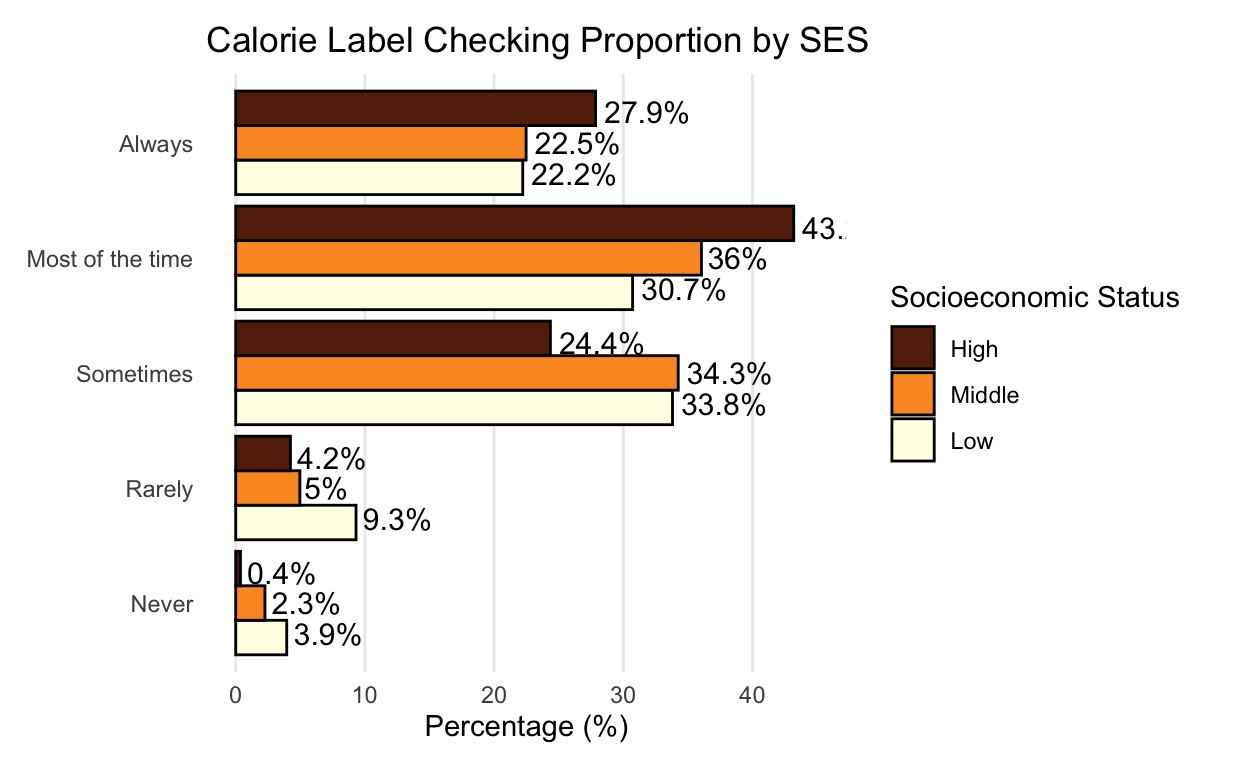 Calorie Label Checking Proportion by SES
Always
27.9%
22.5%
22.2%
Most of the time
43.
36%
30.7%
Sometimes
24.4%
34.3%
33.8%
Rarely
4.2%
5%
9.3%
Never
0.4%
2.3%
3.9%
0 10 20 30 40
Percentage (%)
Socioeconomic Status
High
Middle
Low